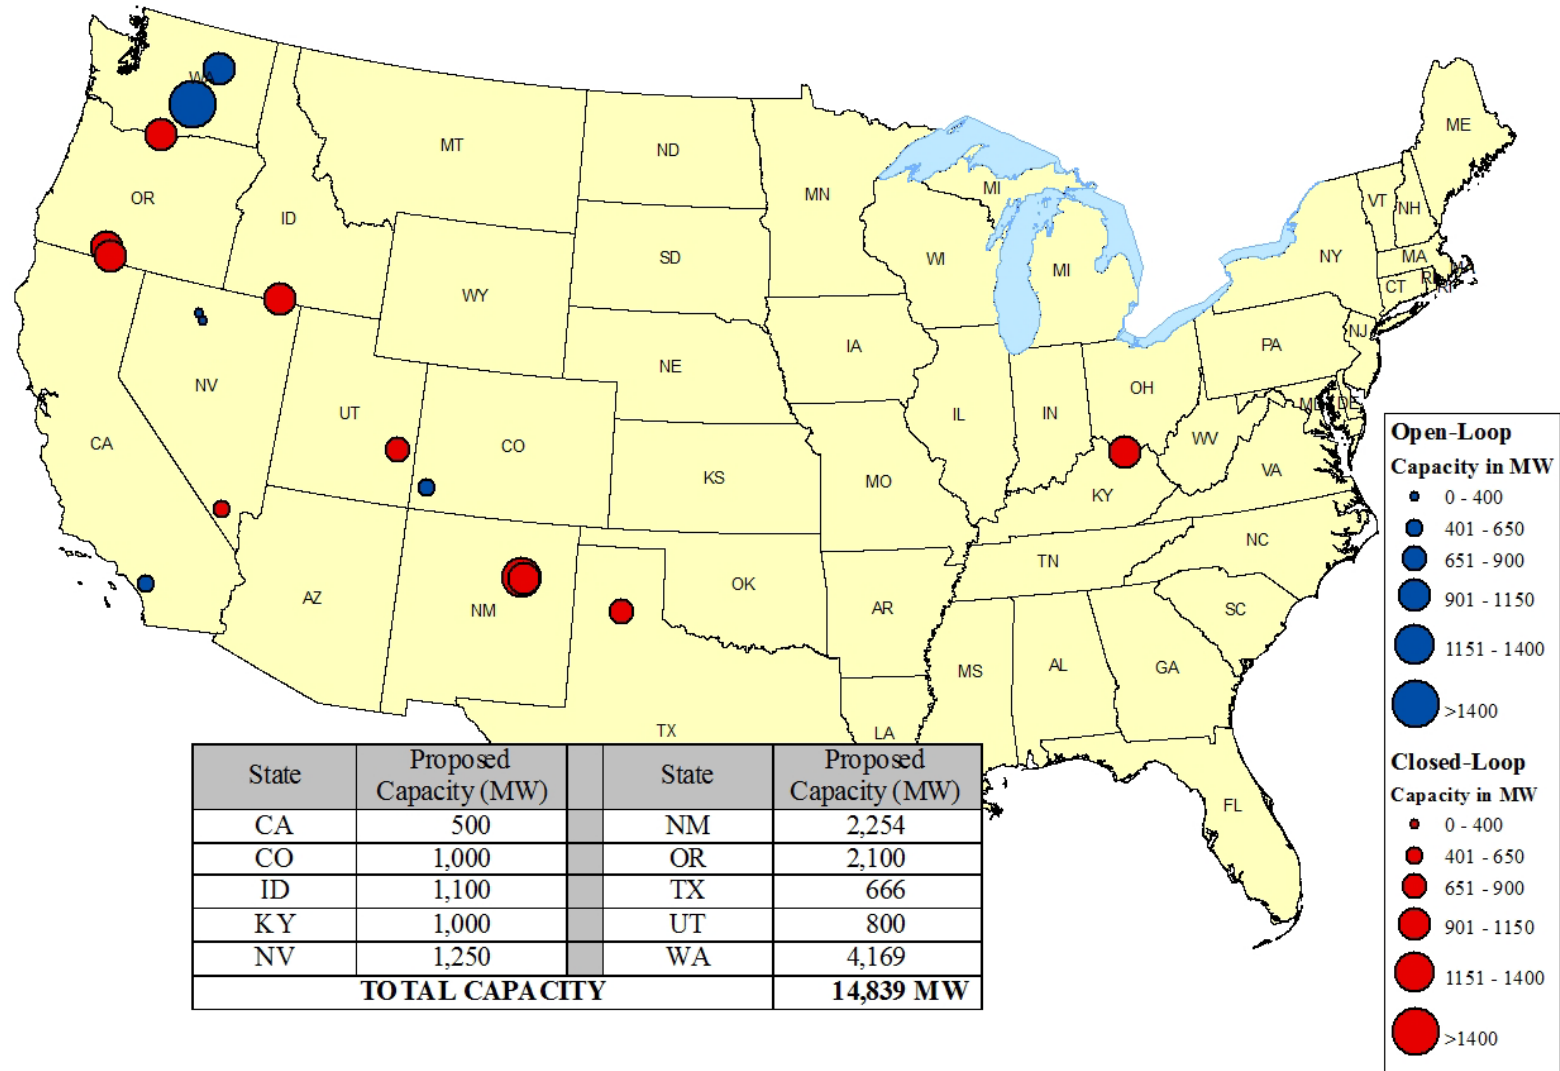 WA
MT
ND
MN
ME
OR
ID
WY
SD
WI
MI
MI
NY
VT
NH
MA
MA
CT
RI
RI
NV
UT
CO
NE
IA
IL
IN
OH
PA
NJ
MD
DE
CA
KS
MO
KY
WV
VA
AZ
NM
OK
AR
TN
NC
SC
MS
AL
GA
TX
LA
FL
State Proposed Capacity (MW) State Proposed Capacity (MW)
CA 500 NM 2,254
CO 1,000 OR 2,100
ID 1,100 TX 666
KY 1,000 UT 800
NV 1,250 WA 4,169
TOTAL CAPACITY 14,839 MW
Open-Loop
Capacity in MW
0 - 400
401 - 650
651 - 900
901 - 1150
1151 - 1400
>1400
Closed-Loop
Capacity in MW
0 - 400
401 - 650
651 - 900
901 - 1150
1151 - 1400
>1400